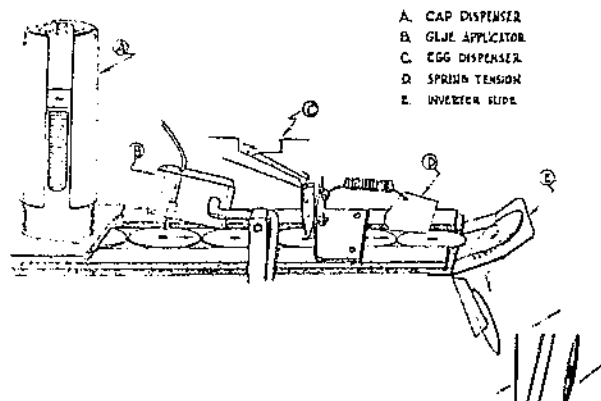 A. CAP DISPENSER
B. GLUE APPLICATOR
C. EGG DISPENSER
D. SPRING TENSION
E. INVERTER SLIDE
A
B
C
D
E